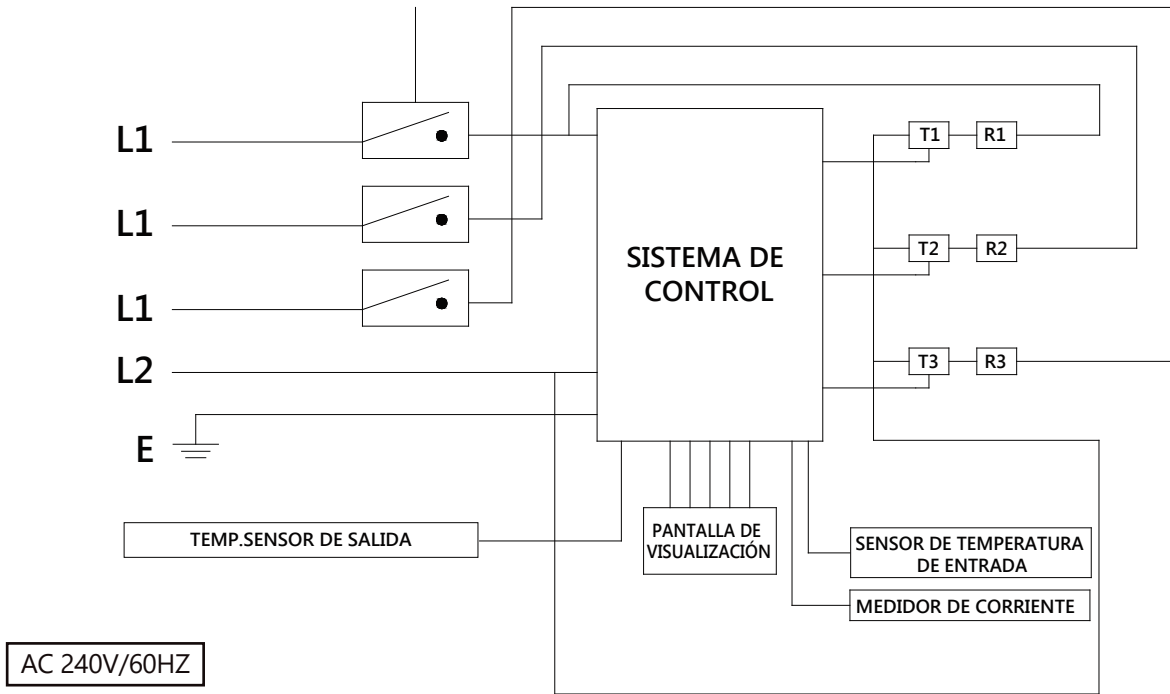 L1
T1
R1
L1
T2
R2
SISTEMA DE
CONTROL
L1
T3
R3
L2
E
TEMP.SENSOR DE SALIDA
PANTALLA DE
VISUALIZACIÓN
SENSOR DE TEMPERATURA
DE ENTRADA
MEDIDOR DE CORRIENTE
AC 240V/60HZ